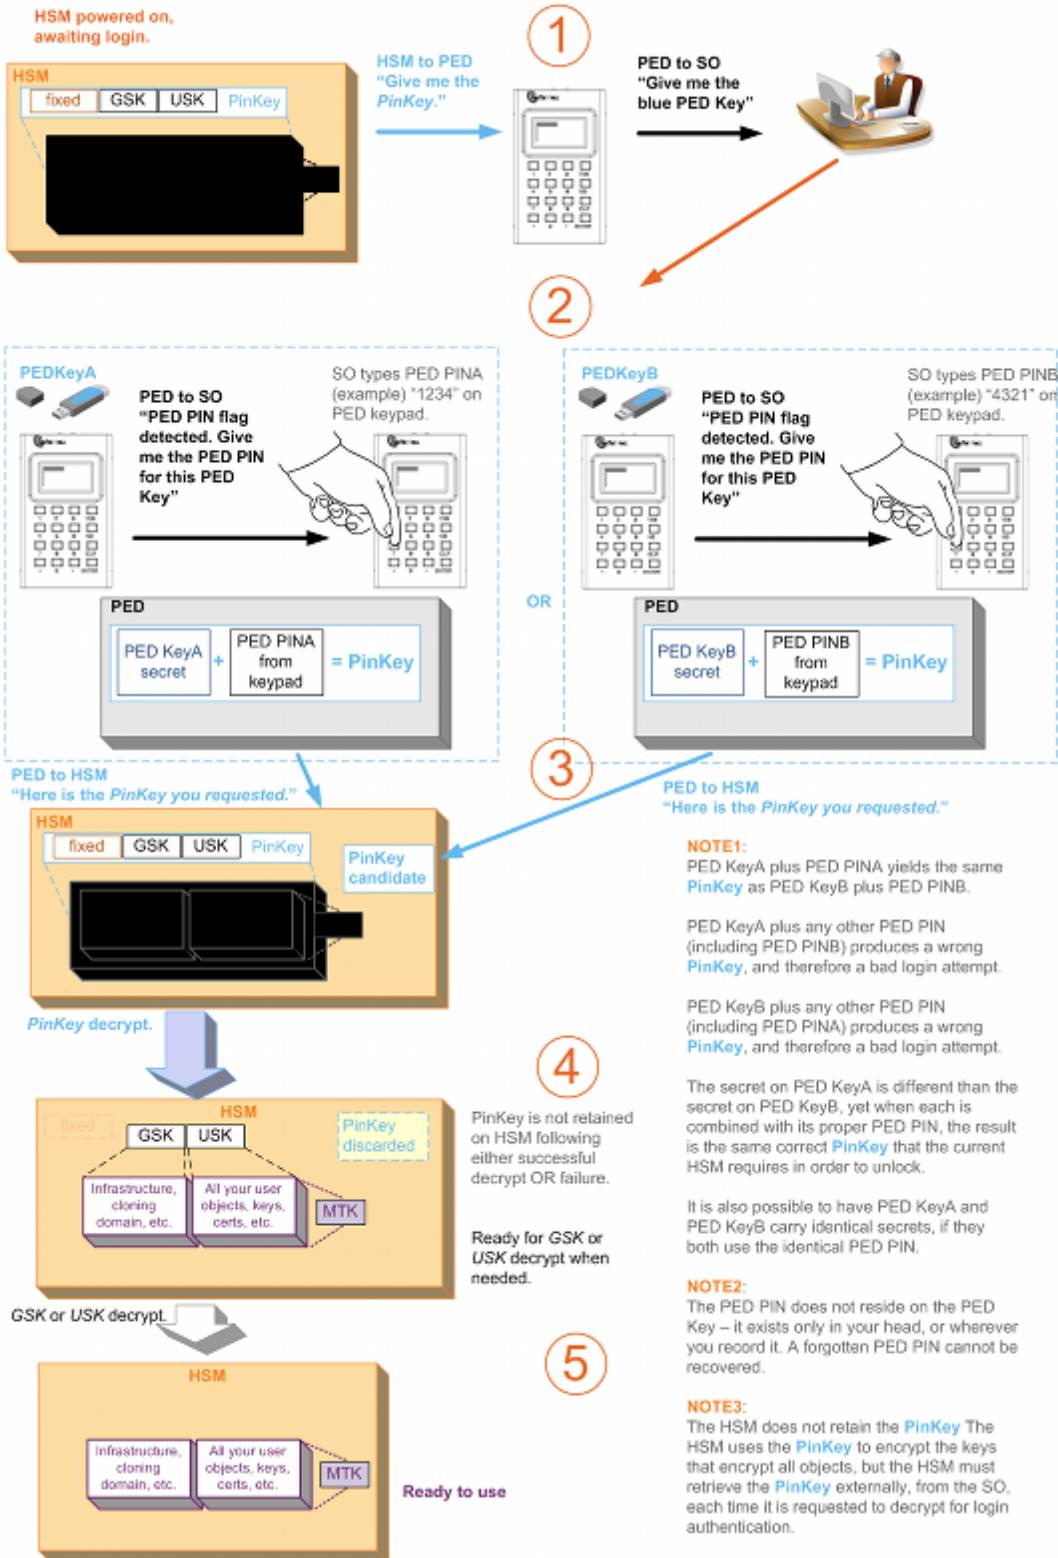 HSM powered on,
awaiting login.
1
HSM
fixed GSK USK PinKey
HSM to PED
"Give me the
PinKey."
PED to SO
"Give me the
blue PED Key"
2
PEDKeyA
PED to SO
"PED PIN flag
detected. Give
me the PED PIN
for this PED
Key"
SO types PED PINA
(example) "1234" on
PED keypad.
PED
PED KeyA
secret
+
PED PINA
from
keypad
= PinKey
OR
PEDKeyB
PED to SO
"PED PIN flag
detected. Give
me the PED PIN
for this PED
Key"
SO types PED PINB
(example) "4321" on
PED keypad.
PED
PED KeyB
secret
+
PED PINB
from
keypad
= PinKey
3
PED to HSM
"Here is the PinKey you requested."
PED to HSM
"Here is the PinKey you requested."
HSM
fixed GSK USK PinKey
PinKey
candidate
PinKey decrypt.
4
HSM
fixed
GSK USK
PinKey
discarded
Infrastructure,
cloning
domain, etc.
All your user
objects, keys,
certs, etc.
MTK
PinKey is not retained
on HSM following
either successful
decrypt OR failure.
Ready for GSK or
USK decrypt when
needed.
GSK or USK decrypt.
5
HSM
Infrastructure,
cloning
domain, etc.
All your user
objects, keys,
certs, etc.
MTK
Ready to use
NOTE1:
PED KeyA plus PED PINA yields the same
PinKey as PED KeyB plus PED PINB.
PED KeyA plus any other PED PIN
(including PED PINB) produces a wrong
PinKey, and therefore a bad login attempt.
PED KeyB plus any other PED PIN
(including PED PINA) produces a wrong
PinKey, and therefore a bad login attempt.
The secret on PED KeyA is different than the
secret on PED KeyB, yet when each is
combined with its proper PED PIN, the result
is the same correct PinKey that the current
HSM requires in order to unlock.
It is also possible to have PED KeyA and
PED KeyB carry identical secrets, if they
both use the identical PED PIN.
NOTE2:
The PED PIN does not reside on the PED
Key – it exists only in your head, or wherever
you record it. A forgotten PED PIN cannot be
recovered.
NOTE3:
The HSM does not retain the PinKey The
HSM uses the PinKey to encrypt the keys
that encrypt all objects, but the HSM must
retrieve the PinKey externally, from the SO,
each time it is requested to decrypt for login
authentication.